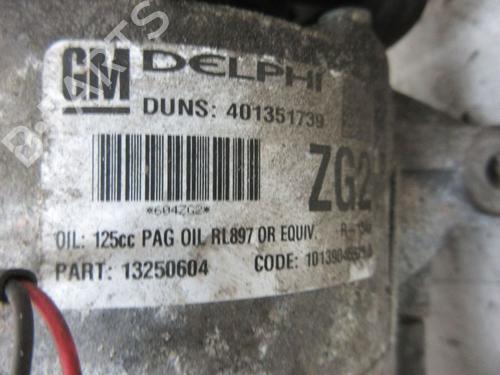 GM DELPHI
DUNS: 401351739
ZG2
*604ZG2*
OIL: 125cc PAG OIL RL897 OR EQUIV.
PART: 13250604 CODE: